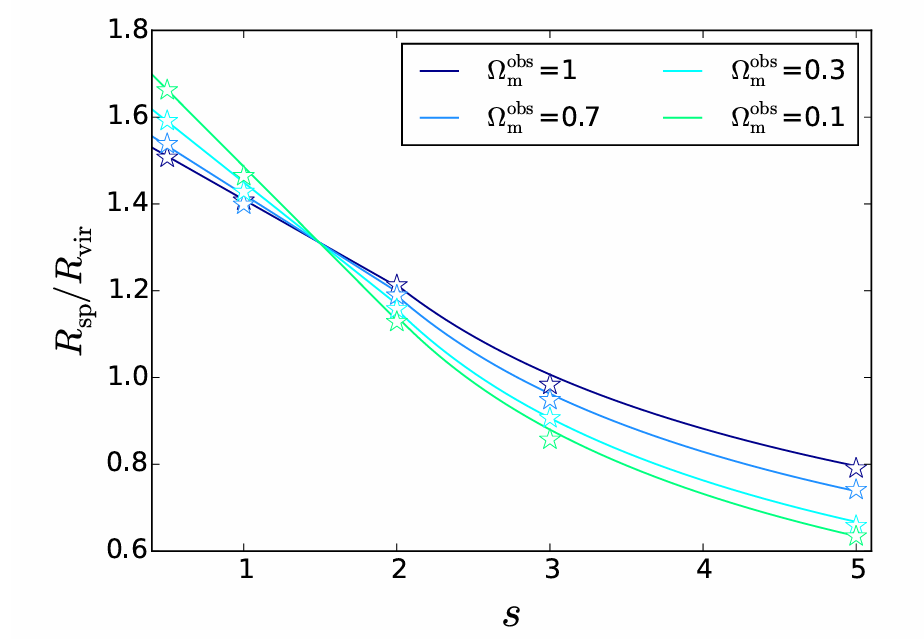 1.8
1.6
1.4
1.2
1.0
0.8
0.6
R_sp/R_vir
Ω_m^obs=1
Ω_m^obs=0.3
Ω_m^obs=0.7
Ω_m^obs=0.1
1 2 3 4 5
s